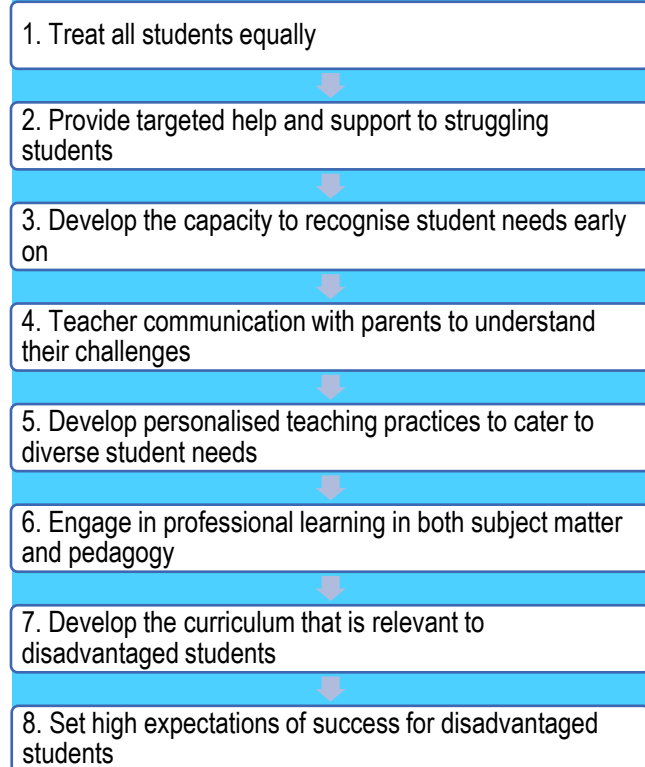 1. Treat all students equally
2. Provide targeted help and support to struggling
students
3. Develop the capacity to recognise student needs early
on
4. Teacher communication with parents to understand
their challenges
5. Develop personalised teaching practices to cater to
diverse student needs
6. Engage in professional learning in both subject matter
and pedagogy
7. Develop the curriculum that is relevant to
disadvantaged students
8. Set high expectations of success for disadvantaged
students